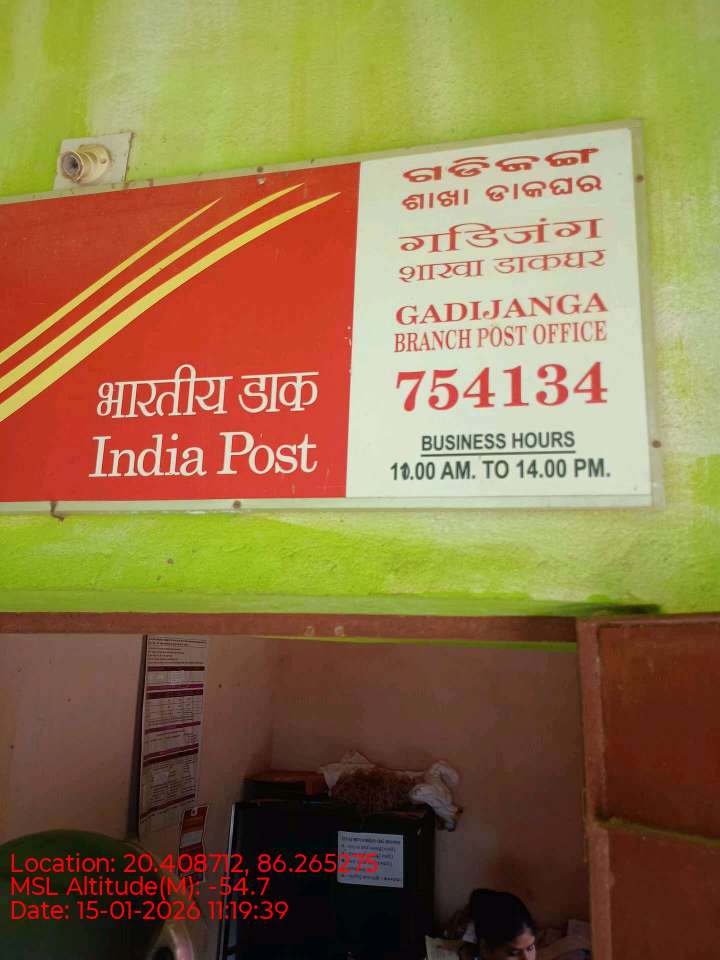 ଗଡିଜଙ୍ଗ
ଶାଖା ଡାକଘର
गडिजंग
शाखा डाकघर
GADIJANGA
BRANCH POST OFFICE
754134
BUSINESS HOURS
10.00 AM. TO 14.00 PM.
भारतीय डाक
India Post
Location: 20.408712, 86.265275
MSL Altitude(M): -54.7
Date: 15-01-2026 11:19:39